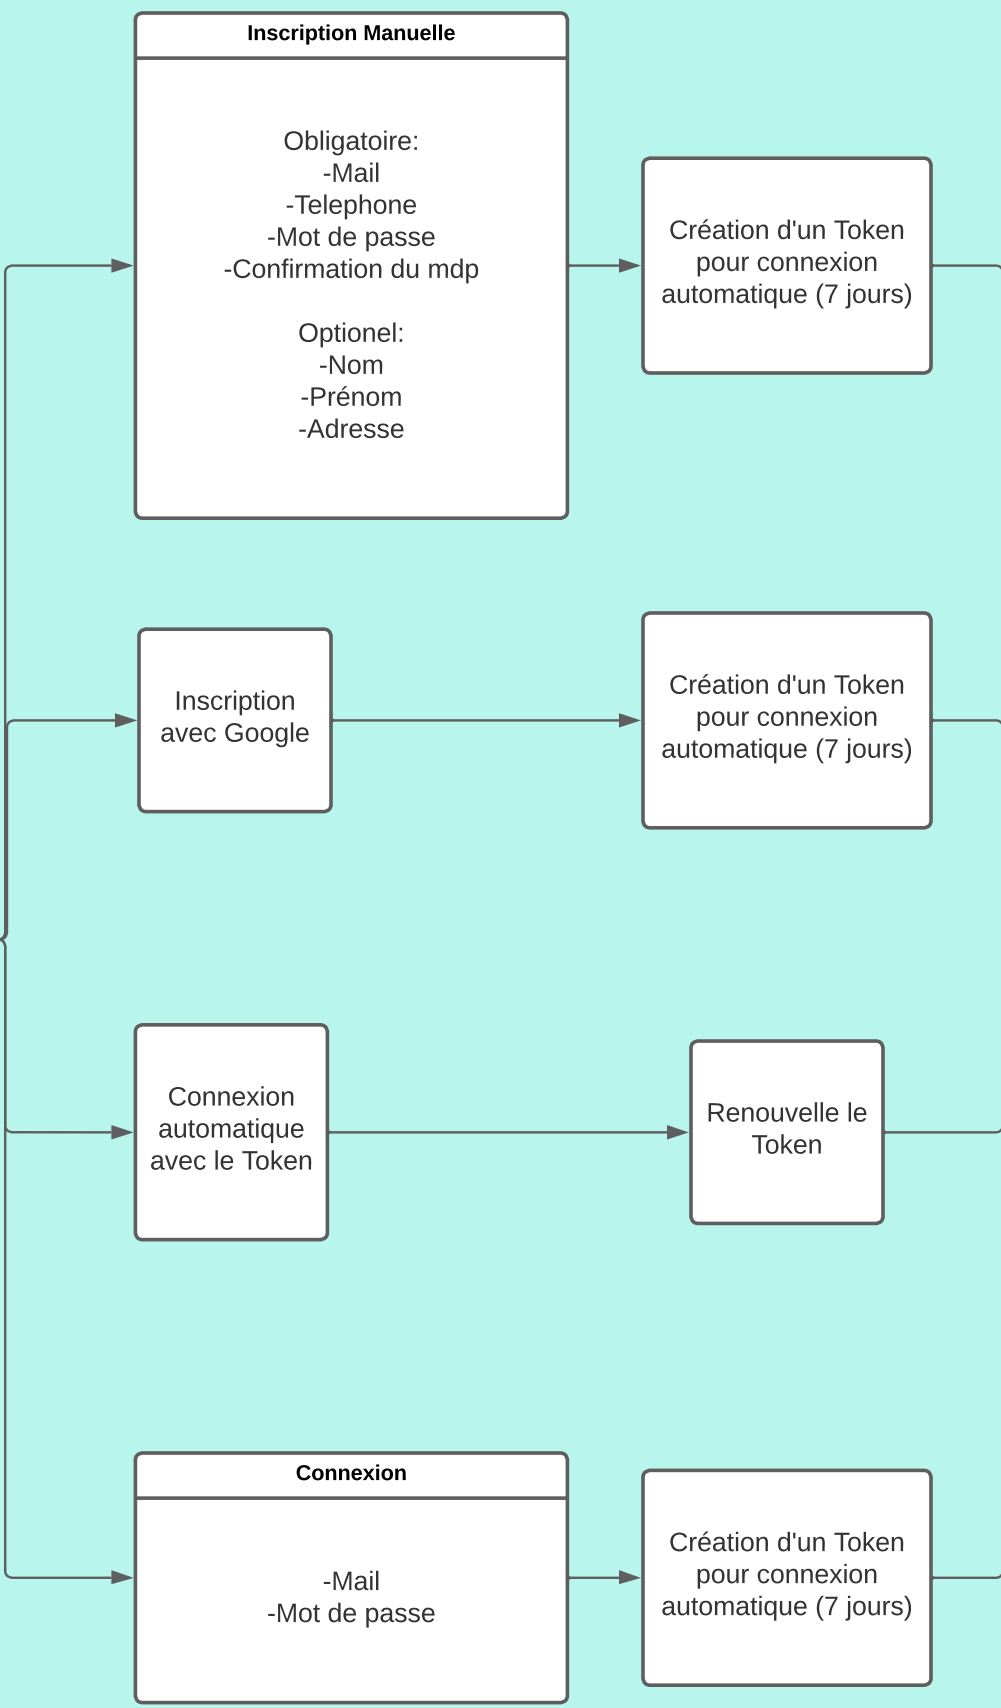 Inscription Manuelle
Obligatoire:
-Mail
-Telephone
-Mot de passe
-Confirmation du mdp
Optionel:
-Nom
-Prénom
-Adresse
Création d'un Token
pour connexion
automatique (7 jours)
Inscription
avec Google
Création d'un Token
pour connexion
automatique (7 jours)
Connexion
automatique
avec le Token
Renouvelle le
Token
Connexion
-Mail
-Mot de passe
Création d'un Token
pour connexion
automatique (7 jours)